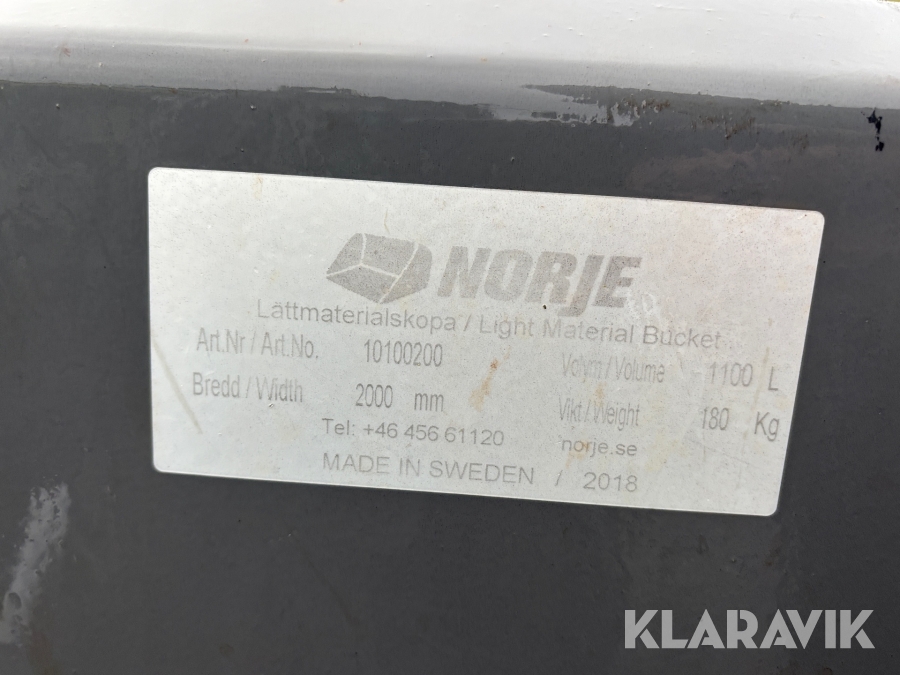 NORJE
Lättmaterialskopa / Light Material Bucket
Art.Nr / Art.No. 10100200 Volym / Volume 1100 L
Bredd / Width 2000 mm Vikt / Weight 180 Kg
Tel: +46 456 61120 norje.se
MADE IN SWEDEN / 2018
KLARAVIK